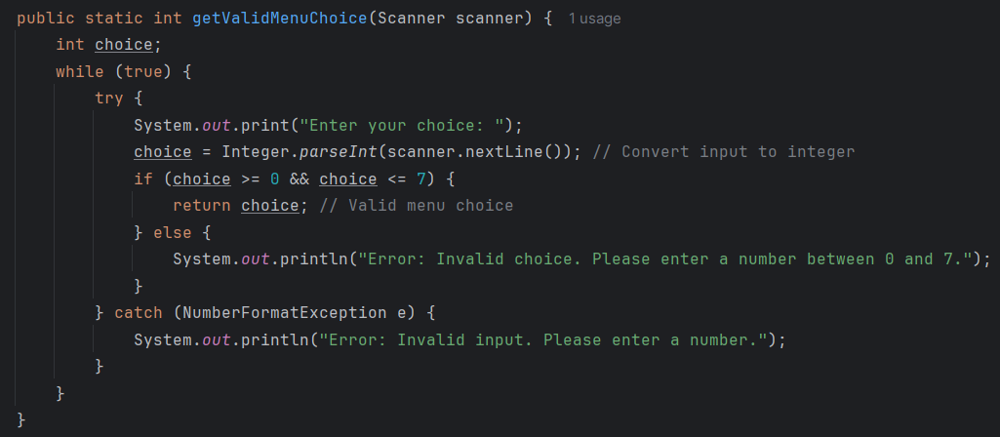 public static int getValidMenuChoice(Scanner scanner) { 1 usage
    int choice;
    while (true) {
        try {
            System.out.print("Enter your choice: ");
            choice = Integer.parseInt(scanner.nextLine()); // Convert input to integer
            if (choice >= 0 && choice <= 7) {
                return choice; // Valid menu choice
            } else {
                System.out.println("Error: Invalid choice. Please enter a number between 0 and 7.");
            }
        } catch (NumberFormatException e) {
            System.out.println("Error: Invalid input. Please enter a number.");
        }
    }
}